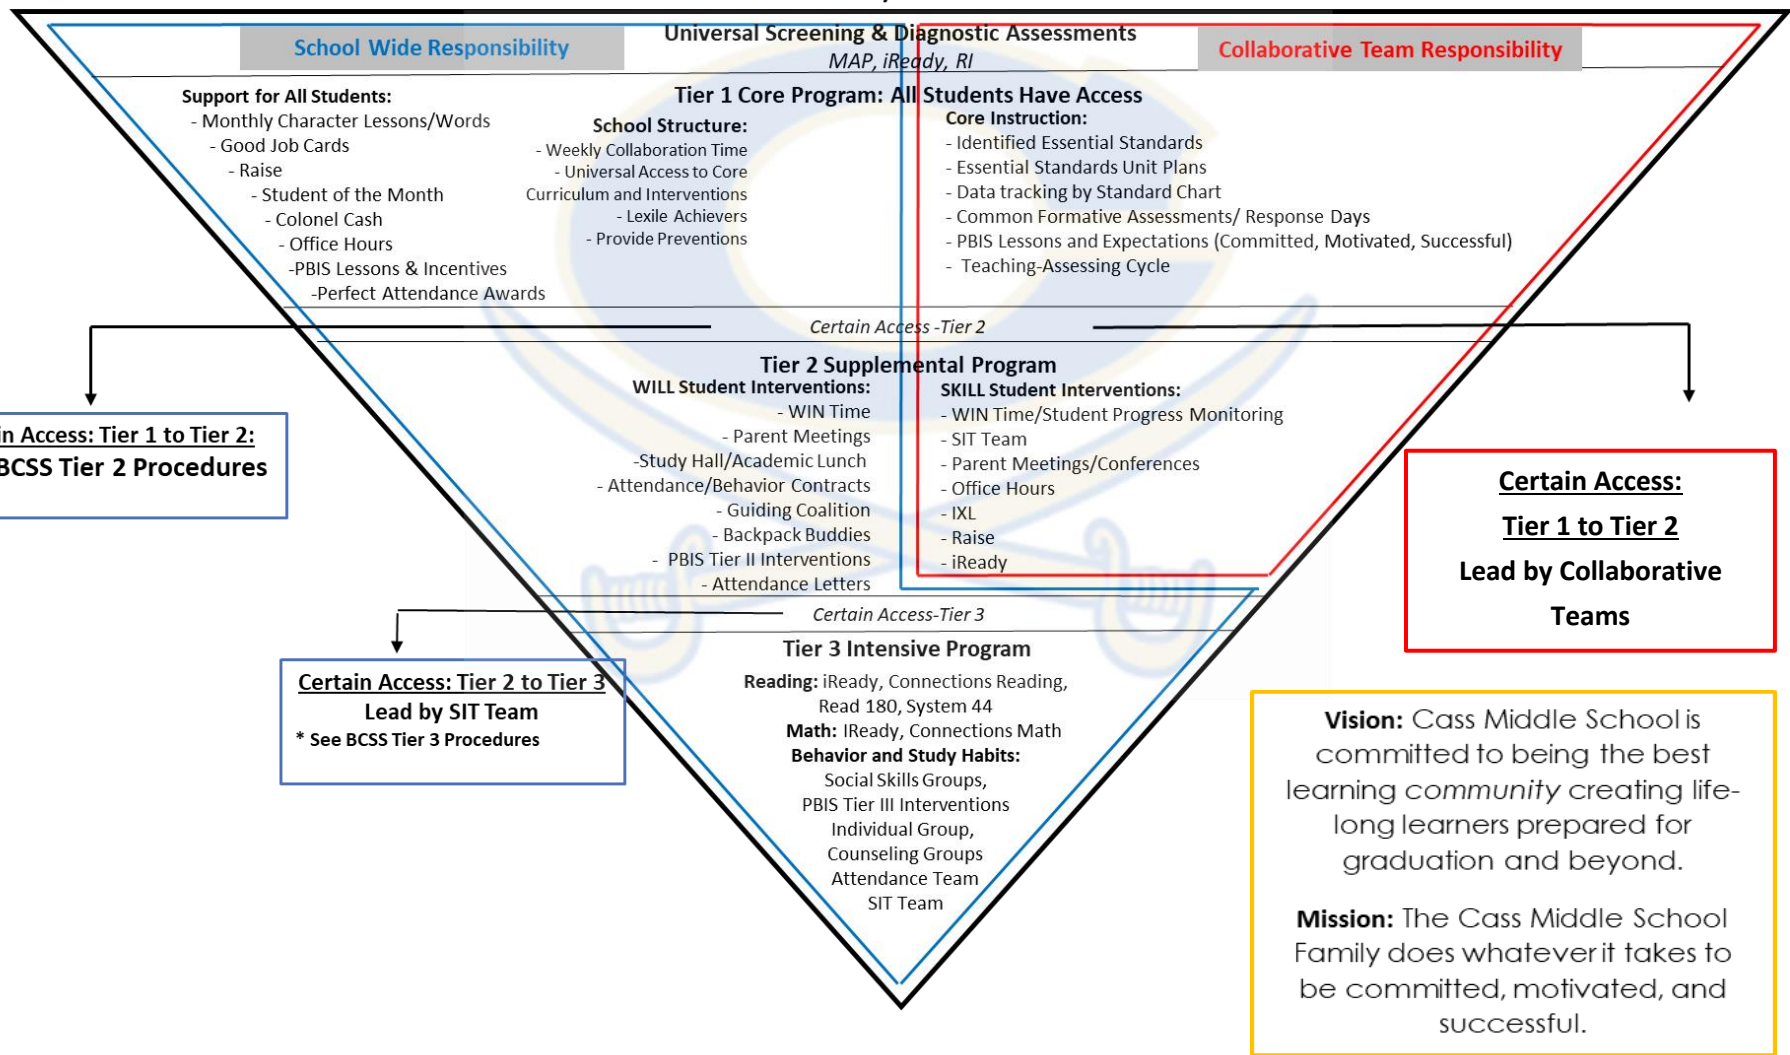 School Wide Responsibility
Universal Screening & Diagnostic Assessments
MAP, iReady, RI
Collaborative Team Responsibility
Tier 1 Core Program: All Students Have Access
Support for All Students:
- Monthly Character Lessons/Words
- Good Job Cards
- Raise
- Student of the Month
- Colonel Cash
- Office Hours
-PBIS Lessons & Incentives
-Perfect Attendance Awards
School Structure:
- Weekly Collaboration Time
- Universal Access to Core
Curriculum and Interventions
- Lexile Achievers
- Provide Preventions
Core Instruction:
- Identified Essential Standards
- Essential Standards Unit Plans
- Data tracking by Standard Chart
- Common Formative Assessments/ Response Days
- PBIS Lessons and Expectations (Committed, Motivated, Successful)
- Teaching-Assessing Cycle
Certain Access -Tier 2
Tier 2 Supplemental Program
WILL Student Interventions:
- WIN Time
- Parent Meetings
-Study Hall/Academic Lunch
- Attendance/Behavior Contracts
- Guiding Coalition
- Backpack Buddies
- PBIS Tier II Interventions
- Attendance Letters
SKILL Student Interventions:
- WIN Time/Student Progress Monitoring
- SIT Team
- Parent Meetings/Conferences
- Office Hours
- IXL
- Raise
- iReady
in Access: Tier 1 to Tier 2:
BCSS Tier 2 Procedures
Certain Access:
Tier 1 to Tier 2
Lead by Collaborative
Teams
Certain Access-Tier 3
Certain Access: Tier 2 to Tier 3
Lead by SIT Team
* See BCSS Tier 3 Procedures
Tier 3 Intensive Program
Reading: iReady, Connections Reading,
Read 180, System 44
Math: IReady, Connections Math
Behavior and Study Habits:
Social Skills Groups,
PBIS Tier III Interventions
Individual Group,
Counseling Groups
Attendance Team
SIT Team
Vision: Cass Middle School is
committed to being the best
learning community creating life-
long learners prepared for
graduation and beyond.
Mission: The Cass Middle School
Family does whatever it takes to
be committed, motivated, and
successful.